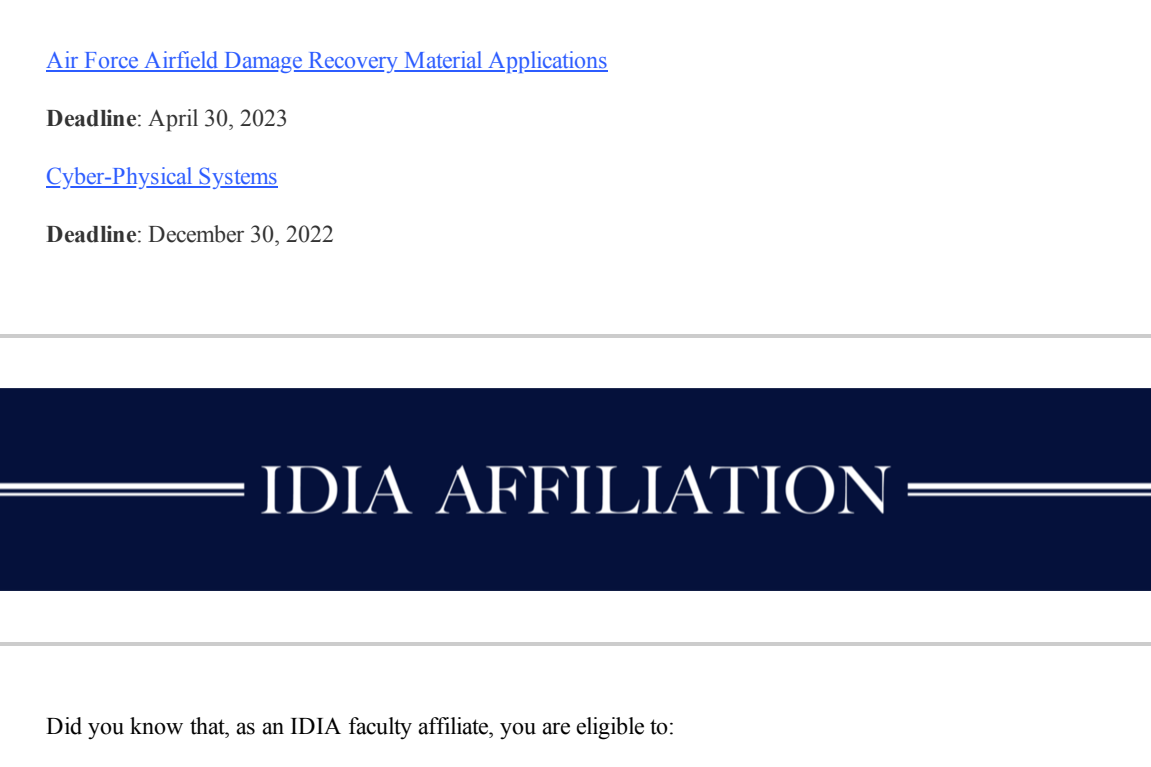 Air Force Airfield Damage Recovery Material Applications
Deadline: April 30, 2023
Cyber-Physical Systems
Deadline: December 30, 2022
IDIA AFFILIATION
Did you know that, as an IDIA faculty affiliate, you are eligible to: